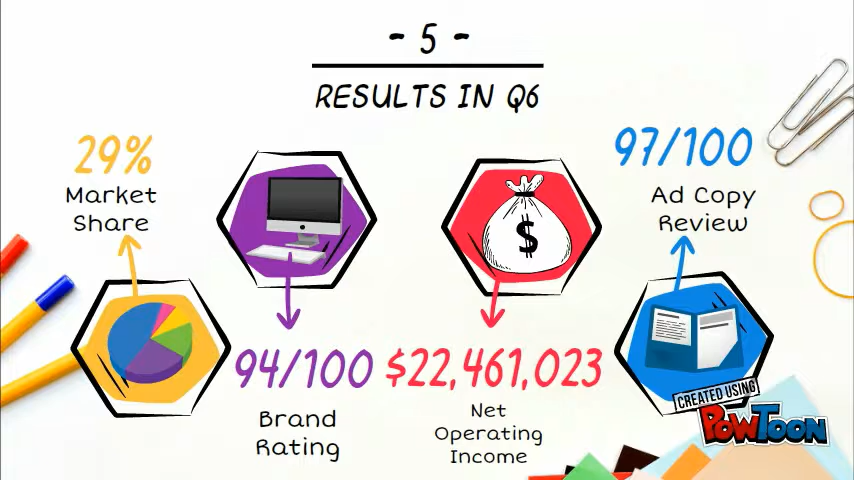 - 5 -
RESULTS IN Q6
29%
Market
Share
94/100
Brand
Rating
$
$22,461,023
Net
Operating
Income
97/100
Ad Copy
Review
CREATED USING
POWTOON